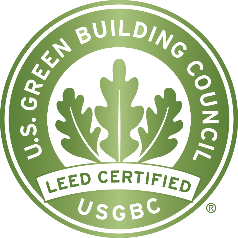 U.S. GREEN BUILDING COUNCIL
LEED CERTIFIED
USGBC
®